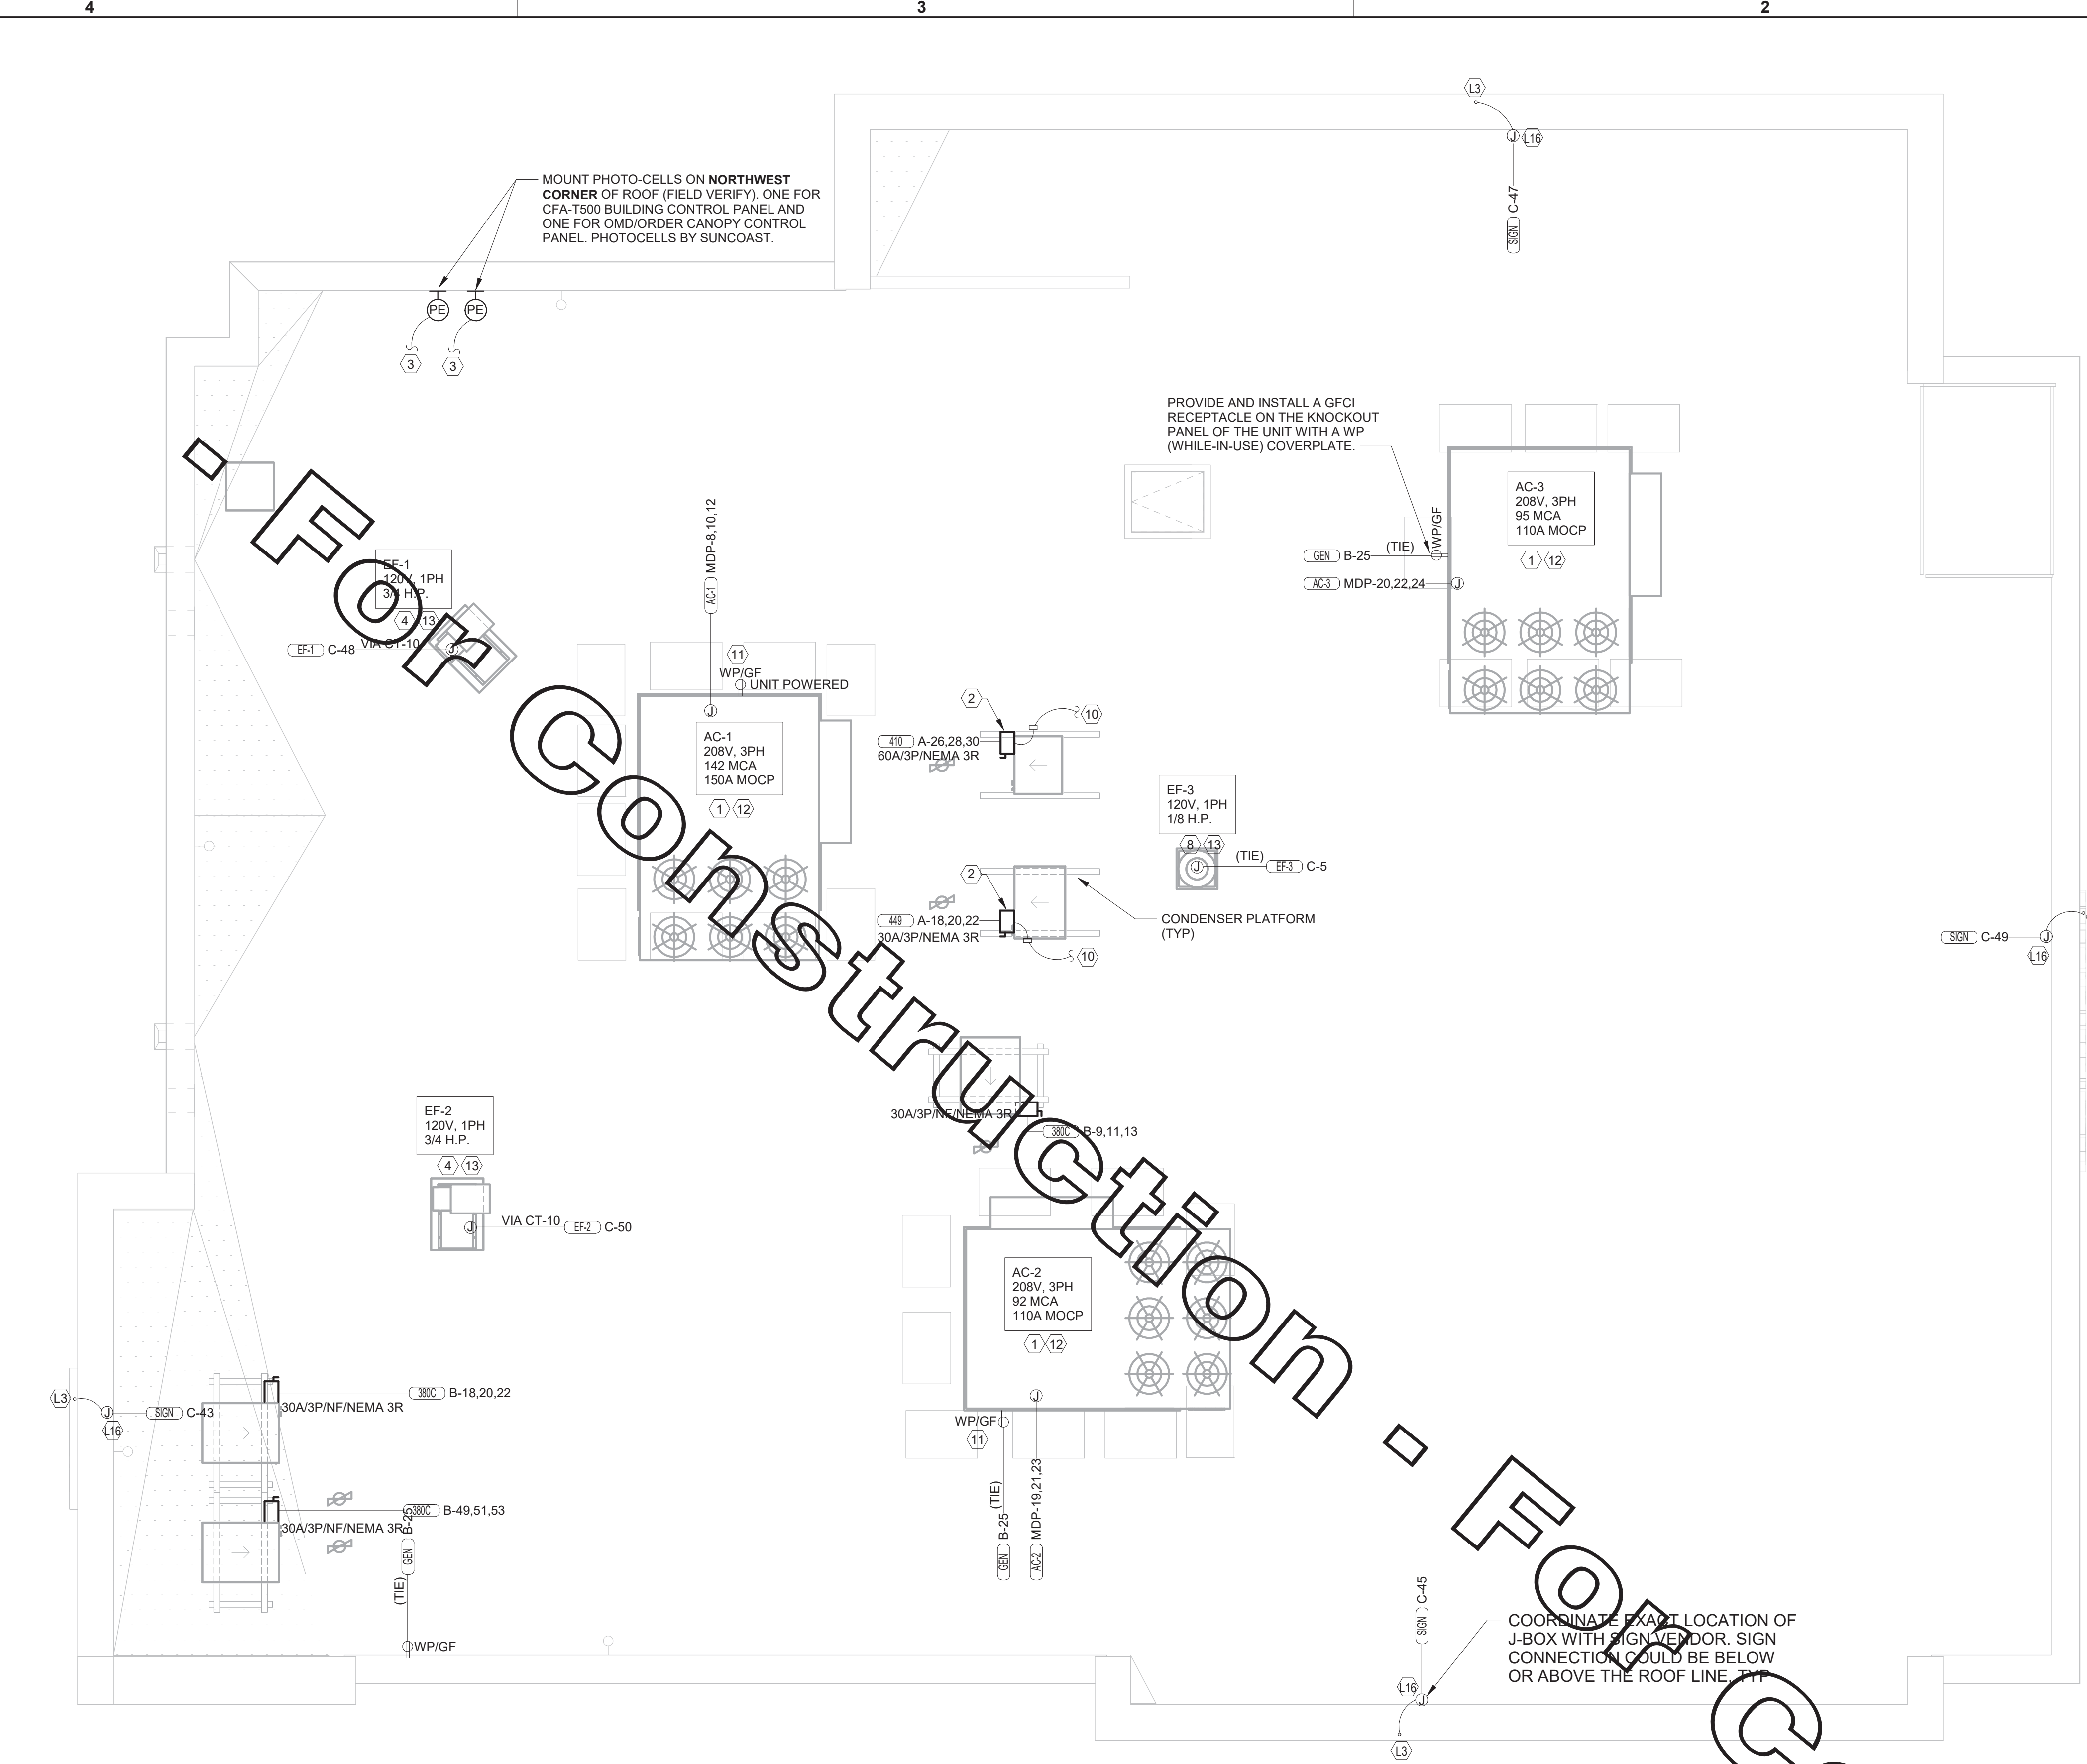 4
3
2
L3
J
L16
SIGN C-47
MOUNT PHOTO-CELLS ON NORTHWEST
CORNER OF ROOF (FIELD VERIFY). ONE FOR
CFA-T500 BUILDING CONTROL PANEL AND
ONE FOR OMD/ORDER CANOPY CONTROL
PANEL. PHOTOCELLS BY SUNCOAST.
PE
PE
3
3
PROVIDE AND INSTALL A GFCI
RECEPTACLE ON THE KNOCKOUT
PANEL OF THE UNIT WITH A WP
(WHILE-IN-USE) COVERPLATE.
AC-3
208V, 3PH
95 MCA
110A MOCP
1
12
WP/GF
GEN B-25 (TIE)
AC-3 MDP-20,22,24
J
EF-1
120V, 1PH
3/4 H.P.
4
13
EF-1 C-48 VIA CT-10
J
AC-1 MDP-8,10,12
11
WP/GF
UNIT POWERED
J
AC-1
208V, 3PH
142 MCA
150A MOCP
1
12
2
10
410 A-26,28,30
60A/3P/NEMA 3R
EF-3
120V, 1PH
1/8 H.P.
8
13
J
(TIE) EF-3 C-5
2
449 A-18,20,22
30A/3P/NEMA 3R
10
CONDENSER PLATFORM
(TYP)
SIGN C-49
J
L16
30A/3P/NF/NEMA 3R
380C B-9,11,13
EF-2
120V, 1PH
3/4 H.P.
4
13
J
VIA CT-10 EF-2 C-50
AC-2
208V, 3PH
92 MCA
110A MOCP
1
12
J
WP/GF
11
GEN B-25 (TIE)
AC-2 MDP-19,21,23
380C B-18,20,22
30A/3P/NF/NEMA 3R
L3
J
L16
SIGN C-43
380C B-49,51,53
30A/3P/NF/NEMA 3R
(TIE) GEN B-25
WP/GF
SIGN C-45
COORDINATE EXACT LOCATION OF
J-BOX WITH SIGN VENDOR. SIGN
CONNECTION COULD BE BELOW
OR ABOVE THE ROOF LINE. TYP
L16
J
L3
. For Construction . For C